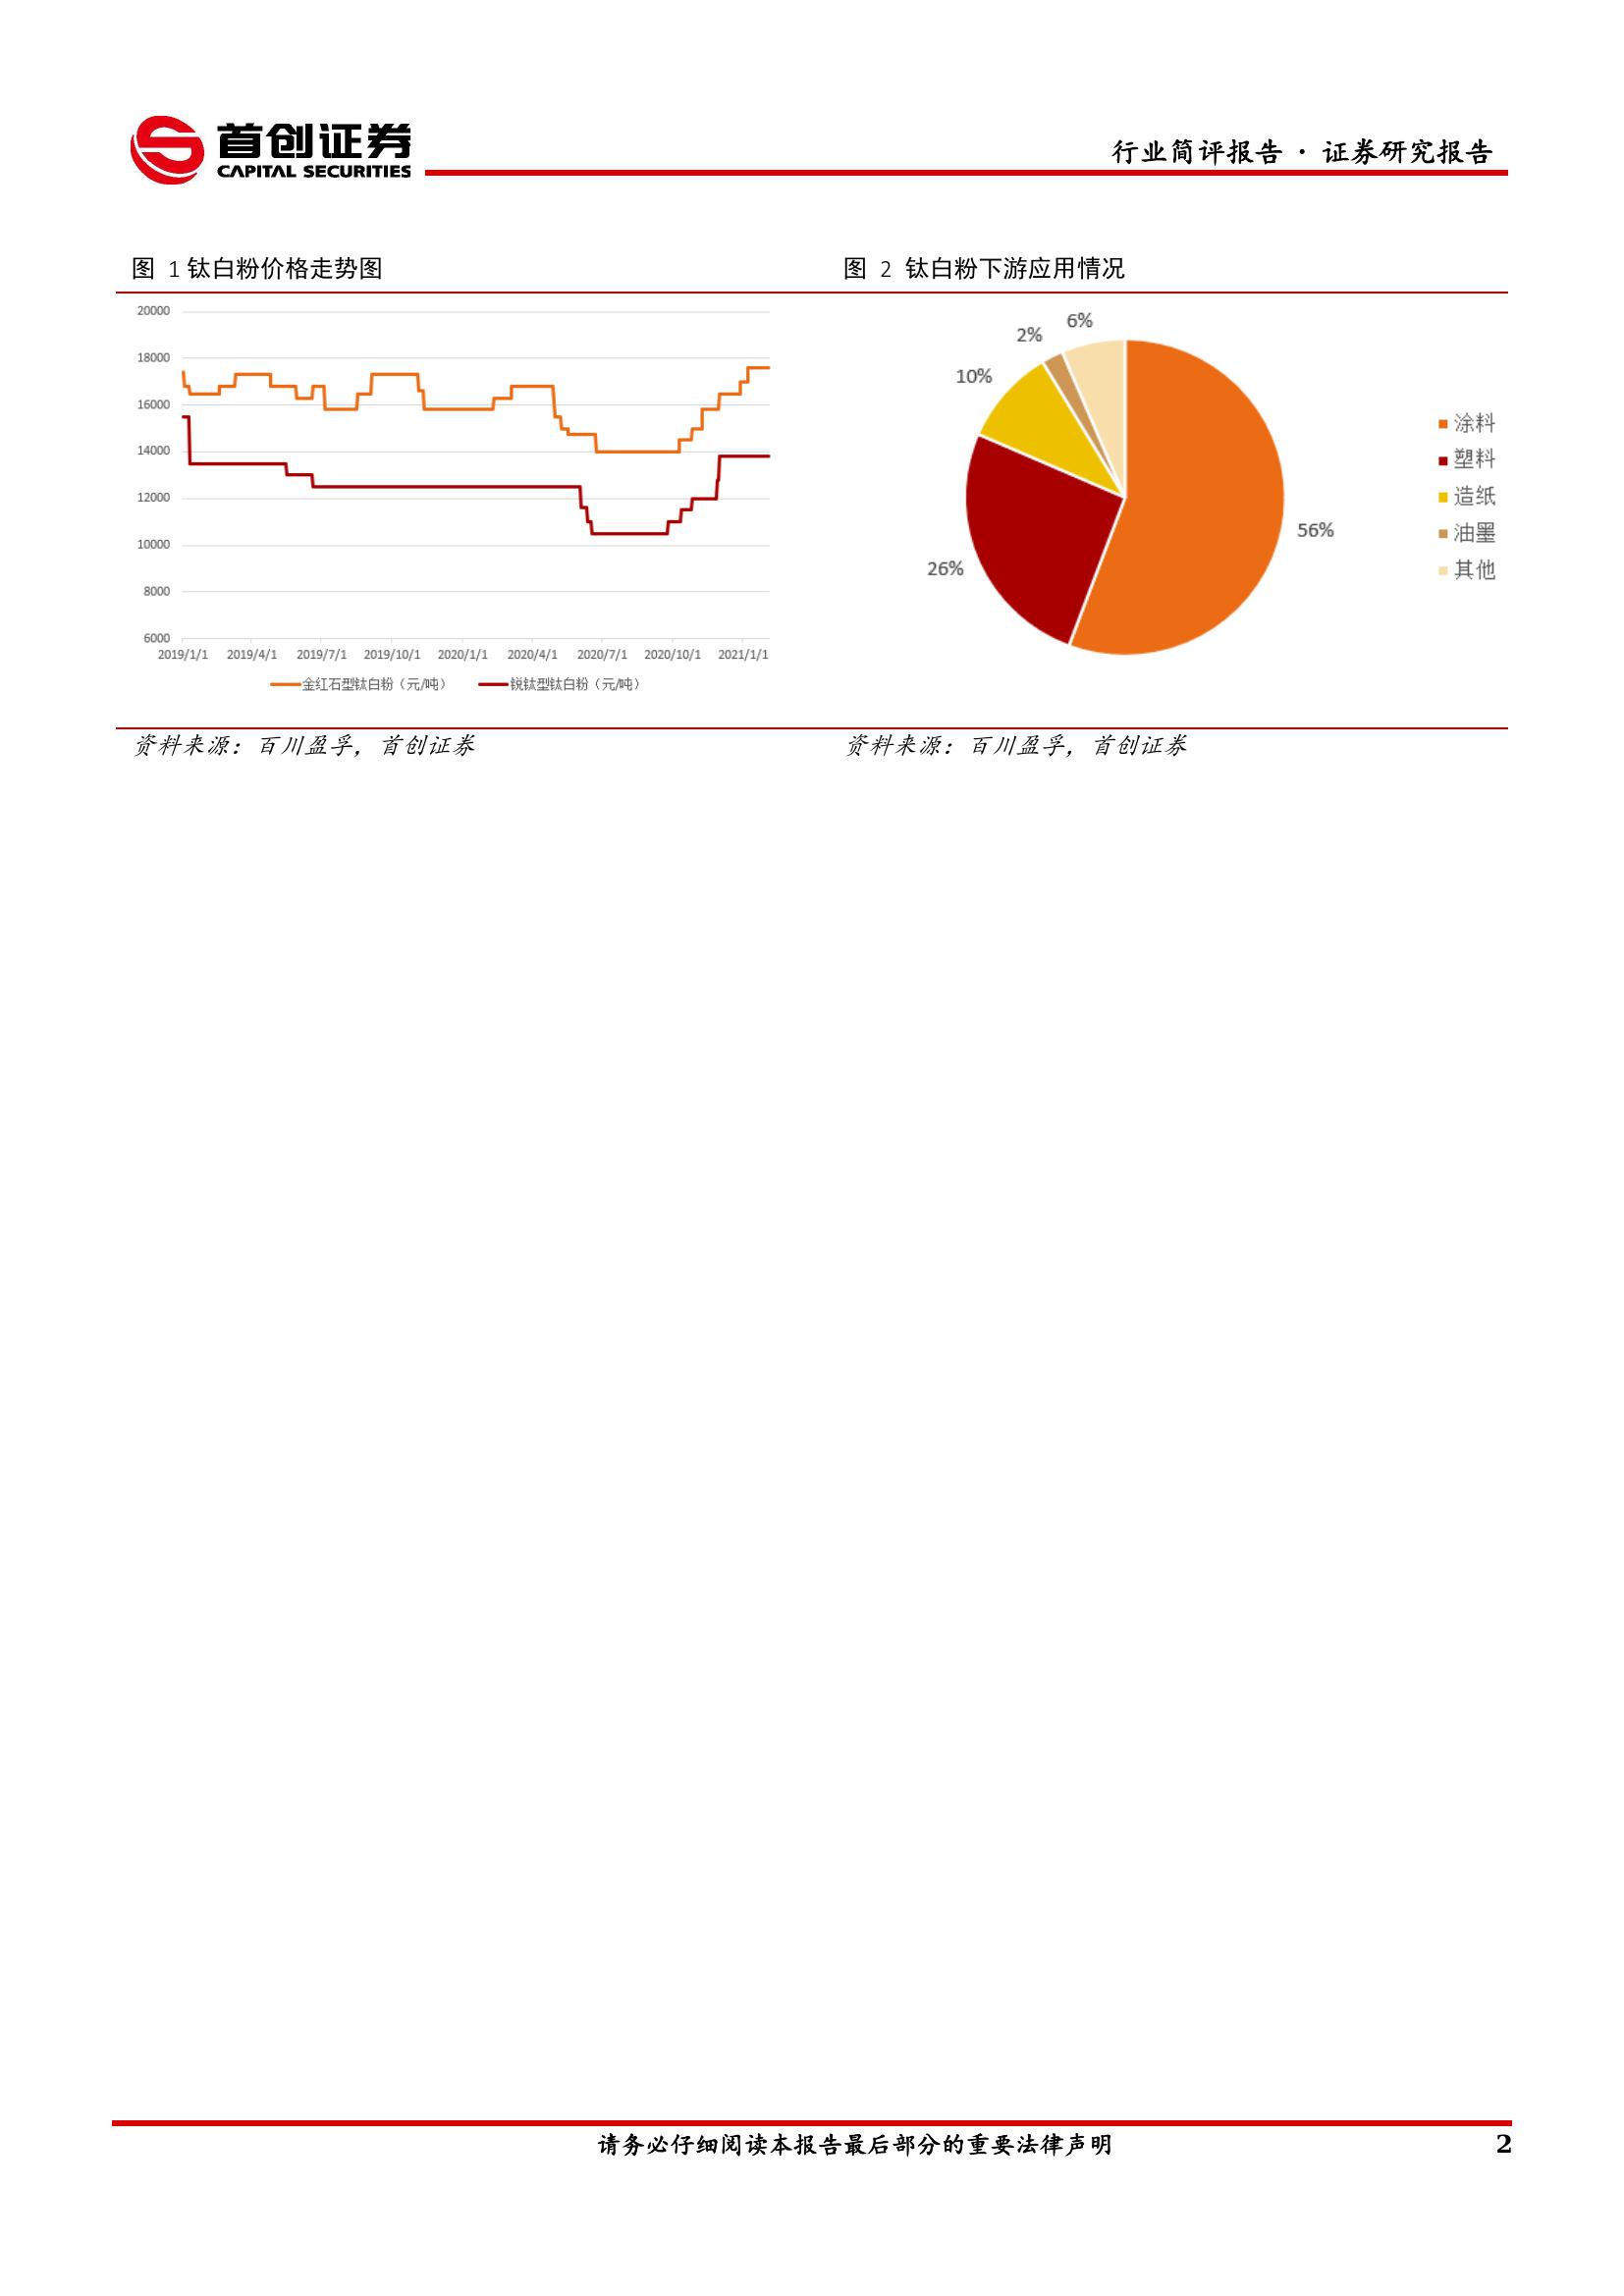 首创证券
CAPITAL SECURITIES
行业简评报告 · 证券研究报告
图 1 钛白粉价格走势图
20000
18000
16000
14000
12000
10000
8000
6000
2019/1/1 2019/4/1 2019/7/1 2019/10/1 2020/1/1 2020/4/1 2020/7/1 2020/10/1 2021/1/1
金红石型钛白粉（元/吨） 锐钛型钛白粉（元/吨）
资料来源：百川盈孚，首创证券
图 2 钛白粉下游应用情况
6%
2%
10%
56%
26%
涂料
塑料
造纸
油墨
其他
资料来源：百川盈孚，首创证券
请务必仔细阅读本报告最后部分的重要法律声明 2